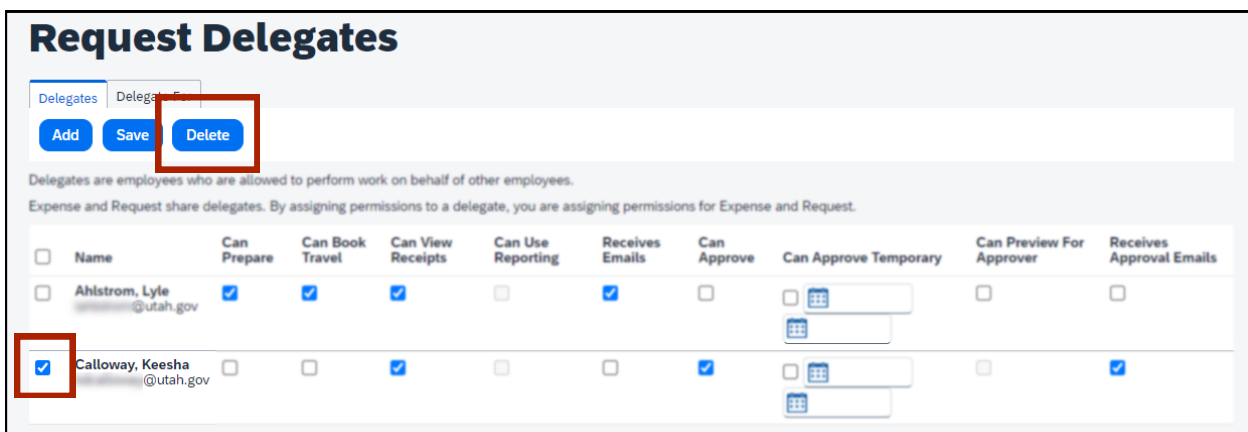 Request Delegates
Delegates Delegate For
Add Save Delete
Delegates are employees who are allowed to perform work on behalf of other employees.
Expense and Request share delegates. By assigning permissions to a delegate, you are assigning permissions for Expense and Request.
Name Can Prepare Can Book Travel Can View Receipts Can Use Reporting Receives Emails Can Approve Can Approve Temporary Can Preview For Approver Receives Approval Emails
Ahlstrom, Lyle
@utah.gov
Calloway, Keesha
@utah.gov